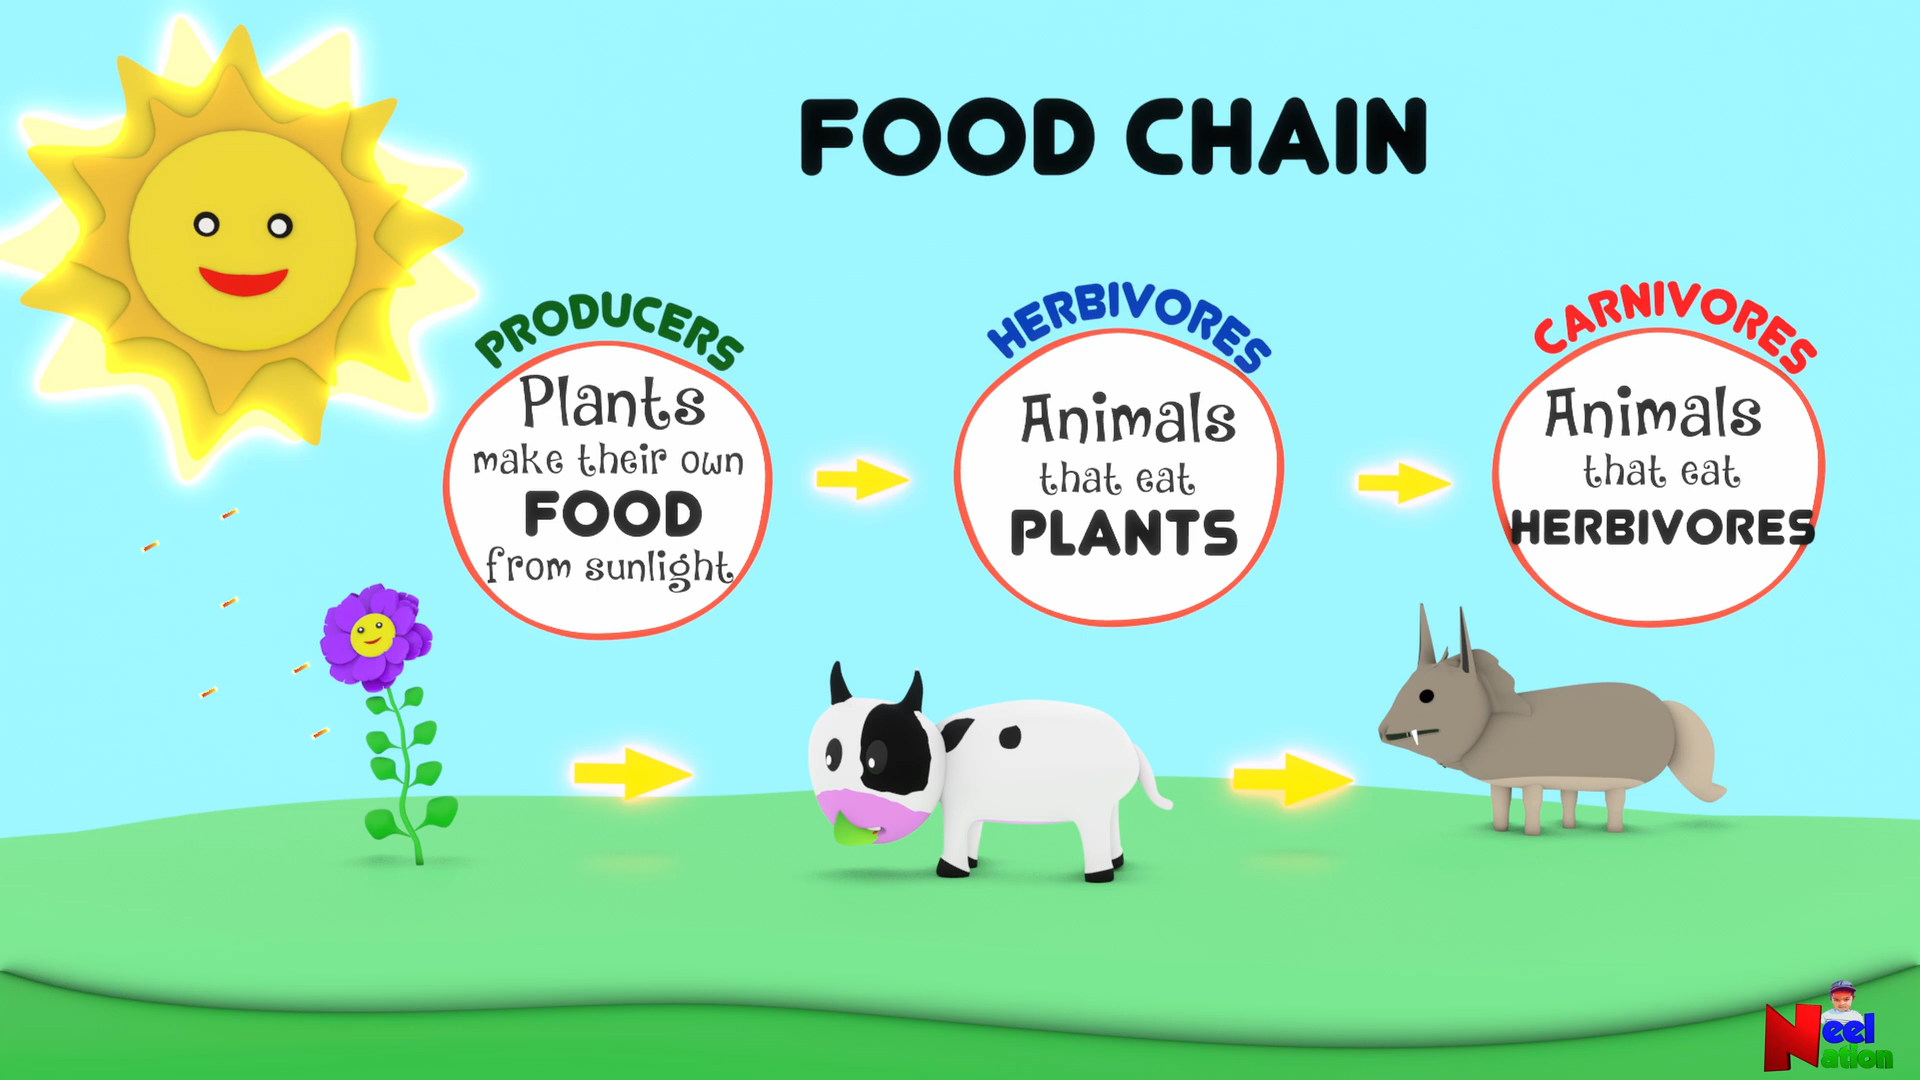 FOOD CHAIN
PRODUCERS
Plants
make their own
FOOD
from sunlight
HERBIVORES
Animals
that eat
PLANTS
CARNIVORES
Animals
that eat
HERBIVORES
Neel
Nation